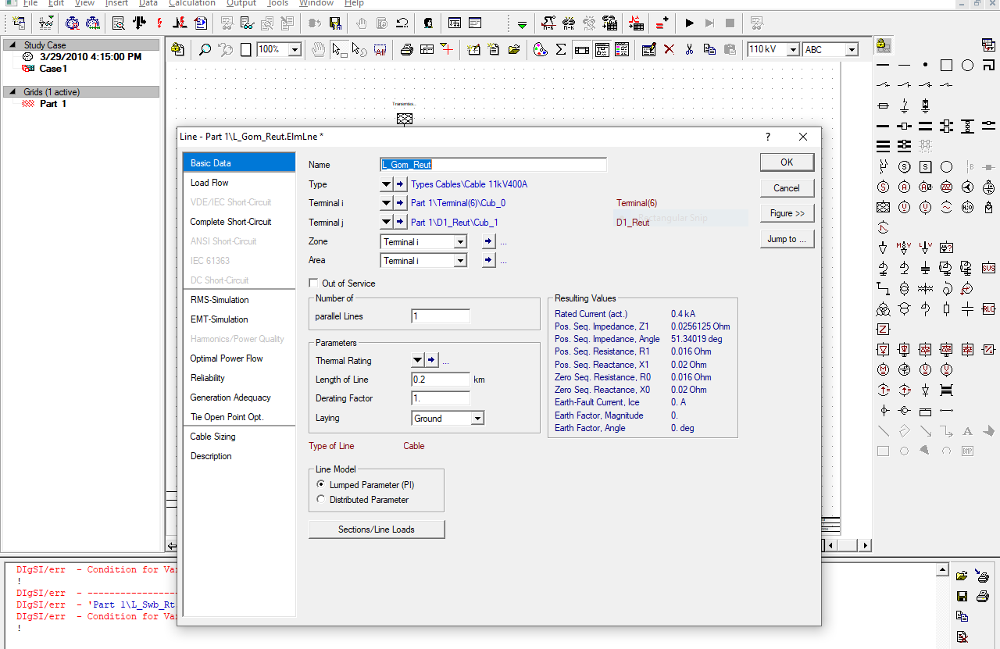 File Edit View Insert Data Calculation Output Tools Window Help
100%
110 kV ABC
Study Case
3/29/2010 4:15:00 PM
Case1
Grids (1 active)
Part 1
Transmiss...
Line - Part 1\L_Gom_Reut.ElmLne *
? X
Basic Data
Load Flow
VDE/IEC Short-Circuit
Complete Short-Circuit
ANSI Short-Circuit
IEC 61363
DC Short-Circuit
RMS-Simulation
EMT-Simulation
Harmonics/Power Quality
Optimal Power Flow
Reliability
Generation Adequacy
Tie Open Point Opt.
Cable Sizing
Description
Name L_Gom_Reut
Type Types Cables\Cable 11kV400A
Terminal i Part 1\Terminal(6)\Cub_0 Terminal(6)
Terminal j Part 1\D1_Reut\Cub_1 D1_Reut
Rectangular Snip
Zone Terminal i ...
Area Terminal i ...
Out of Service
Number of
parallel Lines 1
Parameters
Thermal Rating ...
Length of Line 0.2 km
Derating Factor 1.
Laying Ground
Type of Line Cable
Line Model
Lumped Parameter (PI)
Distributed Parameter
Sections/Line Loads
Resulting Values
Rated Current (act.) 0.4 kA
Pos. Seq. Impedance, Z1 0.0256125 Ohm
Pos. Seq. Impedance, Angle 51.34019 deg
Pos. Seq. Resistance, R1 0.016 Ohm
Pos. Seq. Reactance, X1 0.02 Ohm
Zero Seq. Resistance, R0 0.016 Ohm
Zero Seq. Reactance, X0 0.02 Ohm
Earth-Fault Current, Ice 0. A
Earth Factor, Magnitude 0.
Earth Factor, Angle 0. deg
OK
Cancel
Figure >>
Jump to ...
DIgSI/err - Condition for Var
!
DIgSI/err - ----------------
DIgSI/err - 'Part 1\L_Swb_Rt
DIgSI/err - Condition for Var
!
SUS
RLC
BMP